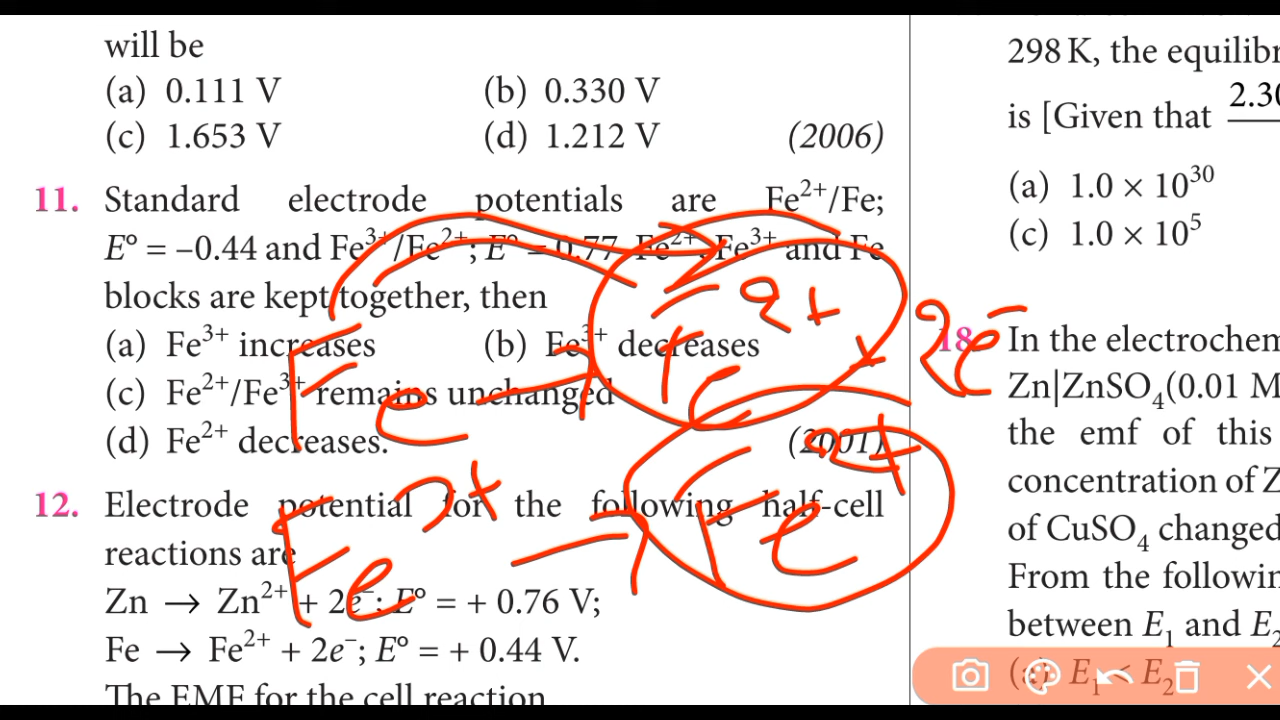 will be
(a) 0.111 V (b) 0.330 V
(c) 1.653 V (d) 1.212 V (2006)
11. Standard electrode potentials are Fe²⁺/Fe;
E° = –0.44 and Fe³⁺/Fe²⁺; E° = 0.77 Fe²⁺, Fe³⁺ and Fe
blocks are kept together, then
(a) Fe³⁺ increases (b) Fe³⁺ decreases
(c) Fe²⁺/Fe³⁺ remains unchanged
(d) Fe²⁺ decreases. (2001)
12. Electrode potential for the following half-cell
reactions are
Zn → Zn²⁺ + 2e⁻; E° = + 0.76 V;
Fe → Fe²⁺ + 2e⁻; E° = + 0.44 V.
The EMF for the cell reaction
Fe → Fe²⁺ + 2e⁻
Fe³⁺ → Fe²⁺
298 K, the equilibr
is [Given that 2.30
(a) 1.0 × 10³⁰
(c) 1.0 × 10⁵
18. In the electrochem
Zn|ZnSO₄(0.01 M
the emf of this
concentration of Z
of CuSO₄ changed
From the followin
between E₁ and E₂
(a) E₁ < E₂